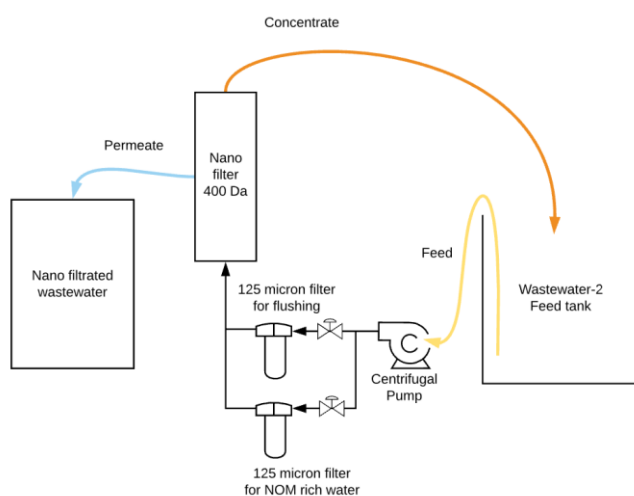 Concentrate
Permeate
Nano
filter
400 Da
Nano filtrated
wastewater
Feed
Wastewater-2
Feed tank
125 micron filter
for flushing
Centrifugal
Pump
125 micron filter
for NOM rich water